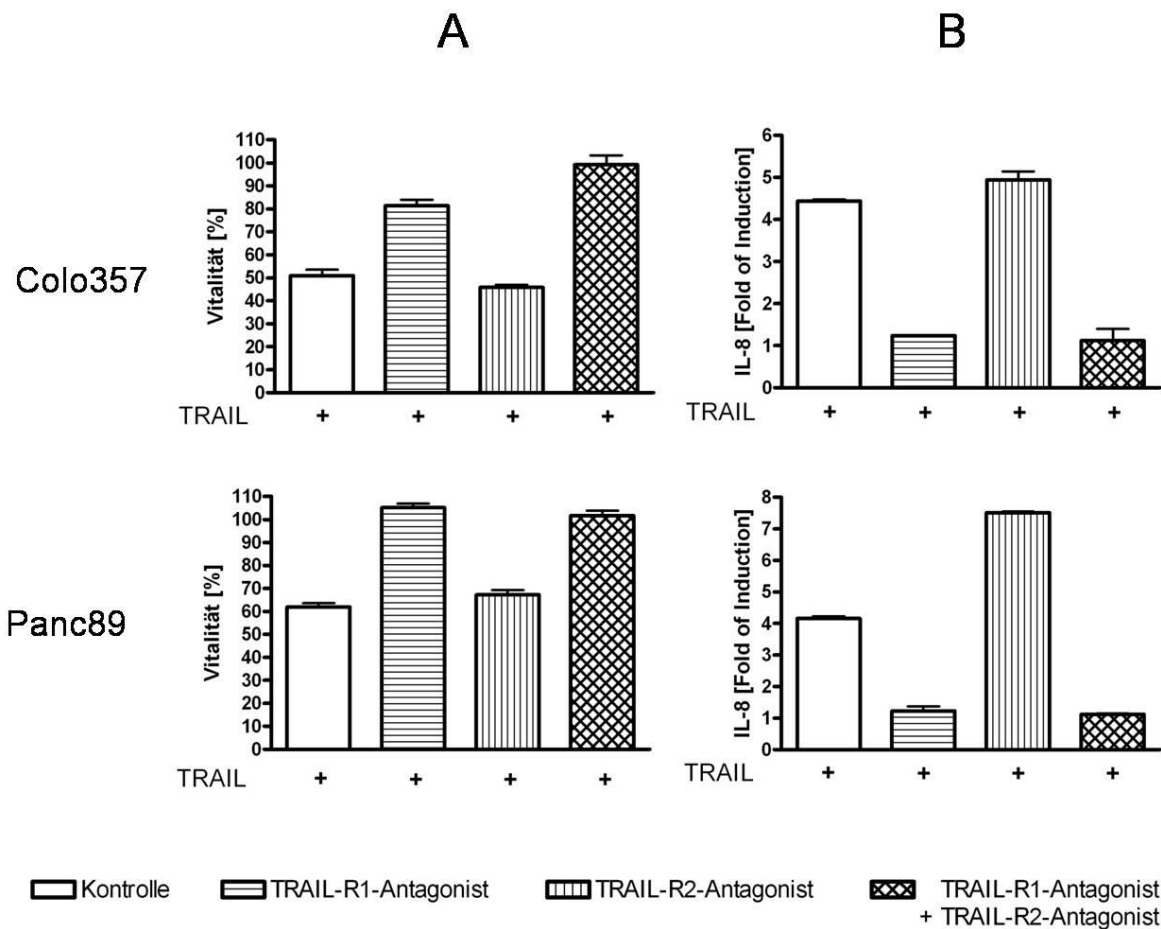 A
B
Colo357
Vitalität [%]
110
100
90
80
70
60
50
40
30
20
10
0
TRAIL + + + +
IL-8 [Fold of Induction]
6
5
4
3
2
1
0
TRAIL + + + +
Panc89
Vitalität [%]
110
100
90
80
70
60
50
40
30
20
10
0
TRAIL + + + +
IL-8 [Fold of Induction]
8
7
6
5
4
3
2
1
0
TRAIL + + + +
Kontrolle
TRAIL-R1-Antagonist
TRAIL-R2-Antagonist
TRAIL-R1-Antagonist
+ TRAIL-R2-Antagonist